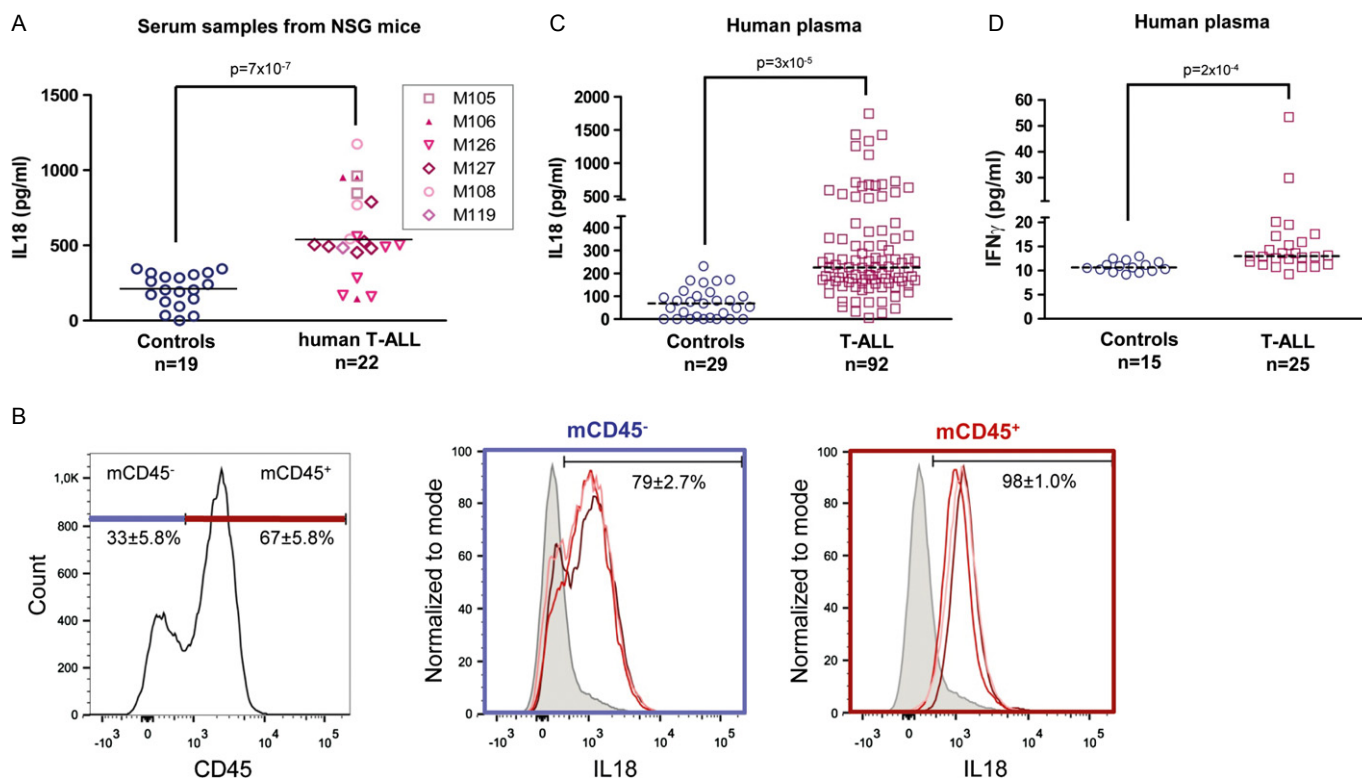 A
Serum samples from NSG mice
p=7x10-7
IL18 (pg/ml)
1500
1000
500
0
M105
M106
M126
M127
M108
M119
Controls
n=19
human T-ALL
n=22
C
Human plasma
p=3x10-5
IL18 (pg/ml)
2000
1500
1000
500
400
300
200
100
0
Controls
n=29
T-ALL
n=92
D
Human plasma
p=2x10-4
IFNγ (pg/ml)
60
50
40
30
20
15
10
5
0
Controls
n=15
T-ALL
n=25
B
Count
1,0K
800
600
400
200
0
mCD45-
mCD45+
33±5.8%
67±5.8%
-10³ 0 10³ 10⁴ 10⁵
CD45
mCD45-
Normalized to mode
100
80
60
40
20
0
79±2.7%
-10³ 0 10³ 10⁴ 10⁵
IL18
mCD45+
Normalized to mode
100
80
60
40
20
0
98±1.0%
-10³ 0 10³ 10⁴ 10⁵
IL18